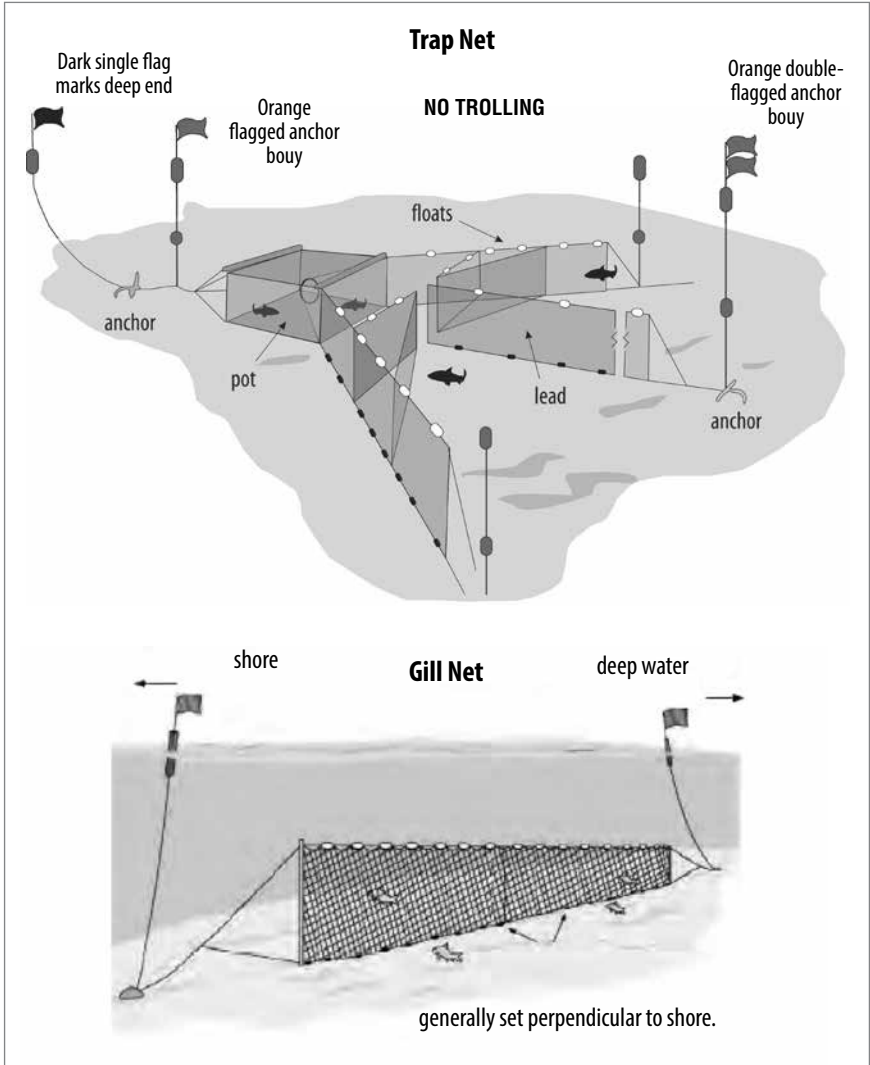 Trap Net
Dark single flag
marks deep end
Orange
flagged anchor
bouy
NO TROLLING
Orange double-
flagged anchor
bouy
floats
anchor
pot
lead
anchor
shore
Gill Net
deep water
generally set perpendicular to shore.